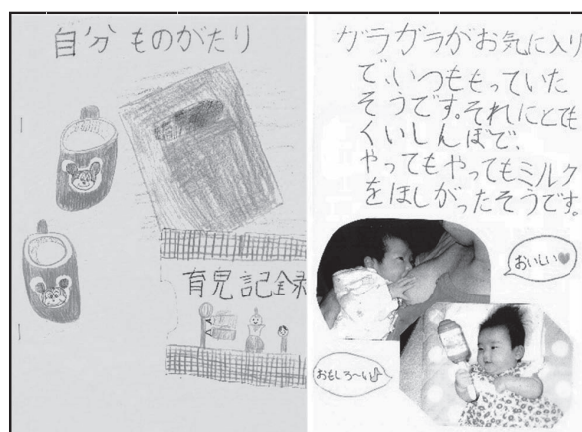 自分ものがたり
育児記録
ガラガラがお気に入り
で、いつももっていた
そうです。それにとても
くいしんぼで、
やってもやってもミルク
をほしがったそうです。
おいしい♥
おもしろ〜い♪